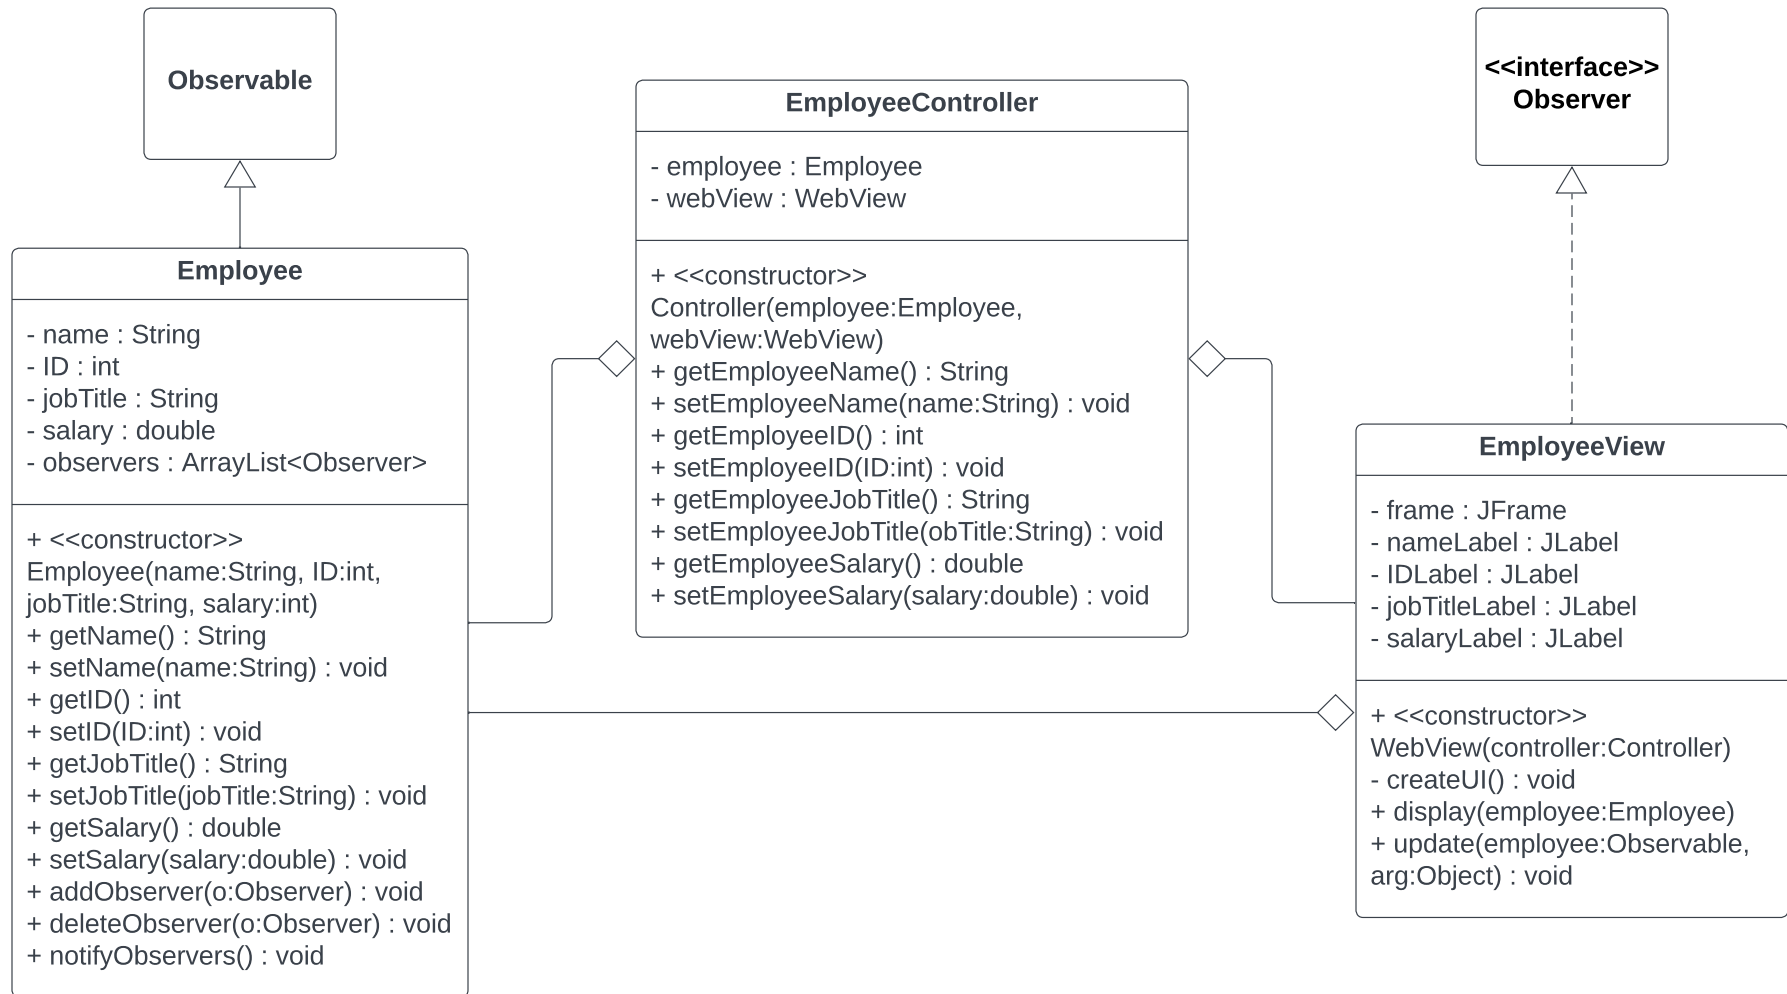 Observable
Employee
- name : String
- ID : int
- jobTitle : String
- salary : double
- observers : ArrayList<Observer>
+ <<constructor>>
Employee(name:String, ID:int,
jobTitle:String, salary:int)
+ getName() : String
+ setName(name:String) : void
+ getID() : int
+ setID(ID:int) : void
+ getJobTitle() : String
+ setJobTitle(jobTitle:String) : void
+ getSalary() : double
+ setSalary(salary:double) : void
+ addObserver(o:Observer) : void
+ deleteObserver(o:Observer) : void
+ notifyObservers() : void
EmployeeController
- employee : Employee
- webView : WebView
+ <<constructor>>
Controller(employee:Employee,
webView:WebView)
+ getEmployeeName() : String
+ setEmployeeName(name:String) : void
+ getEmployeeID() : int
+ setEmployeeID(ID:int) : void
+ getEmployeeJobTitle() : String
+ setEmployeeJobTitle(obTitle:String) : void
+ getEmployeeSalary() : double
+ setEmployeeSalary(salary:double) : void
<<interface>>
Observer
EmployeeView
- frame : JFrame
- nameLabel : JLabel
- IDLabel : JLabel
- jobTitleLabel : JLabel
- salaryLabel : JLabel
+ <<constructor>>
WebView(controller:Controller)
- createUI() : void
+ display(employee:Employee)
+ update(employee:Observable,
arg:Object) : void